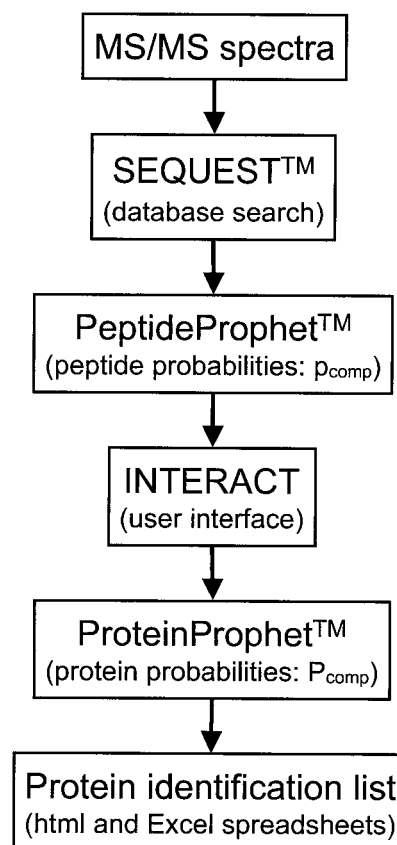 MS/MS spectra
SEQUEST™
(database search)
PeptideProphet™
(peptide probabilities: pcomp)
INTERACT
(user interface)
ProteinProphet™
(protein probabilities: Pcomp)
Protein identification list
(html and Excel spreadsheets)